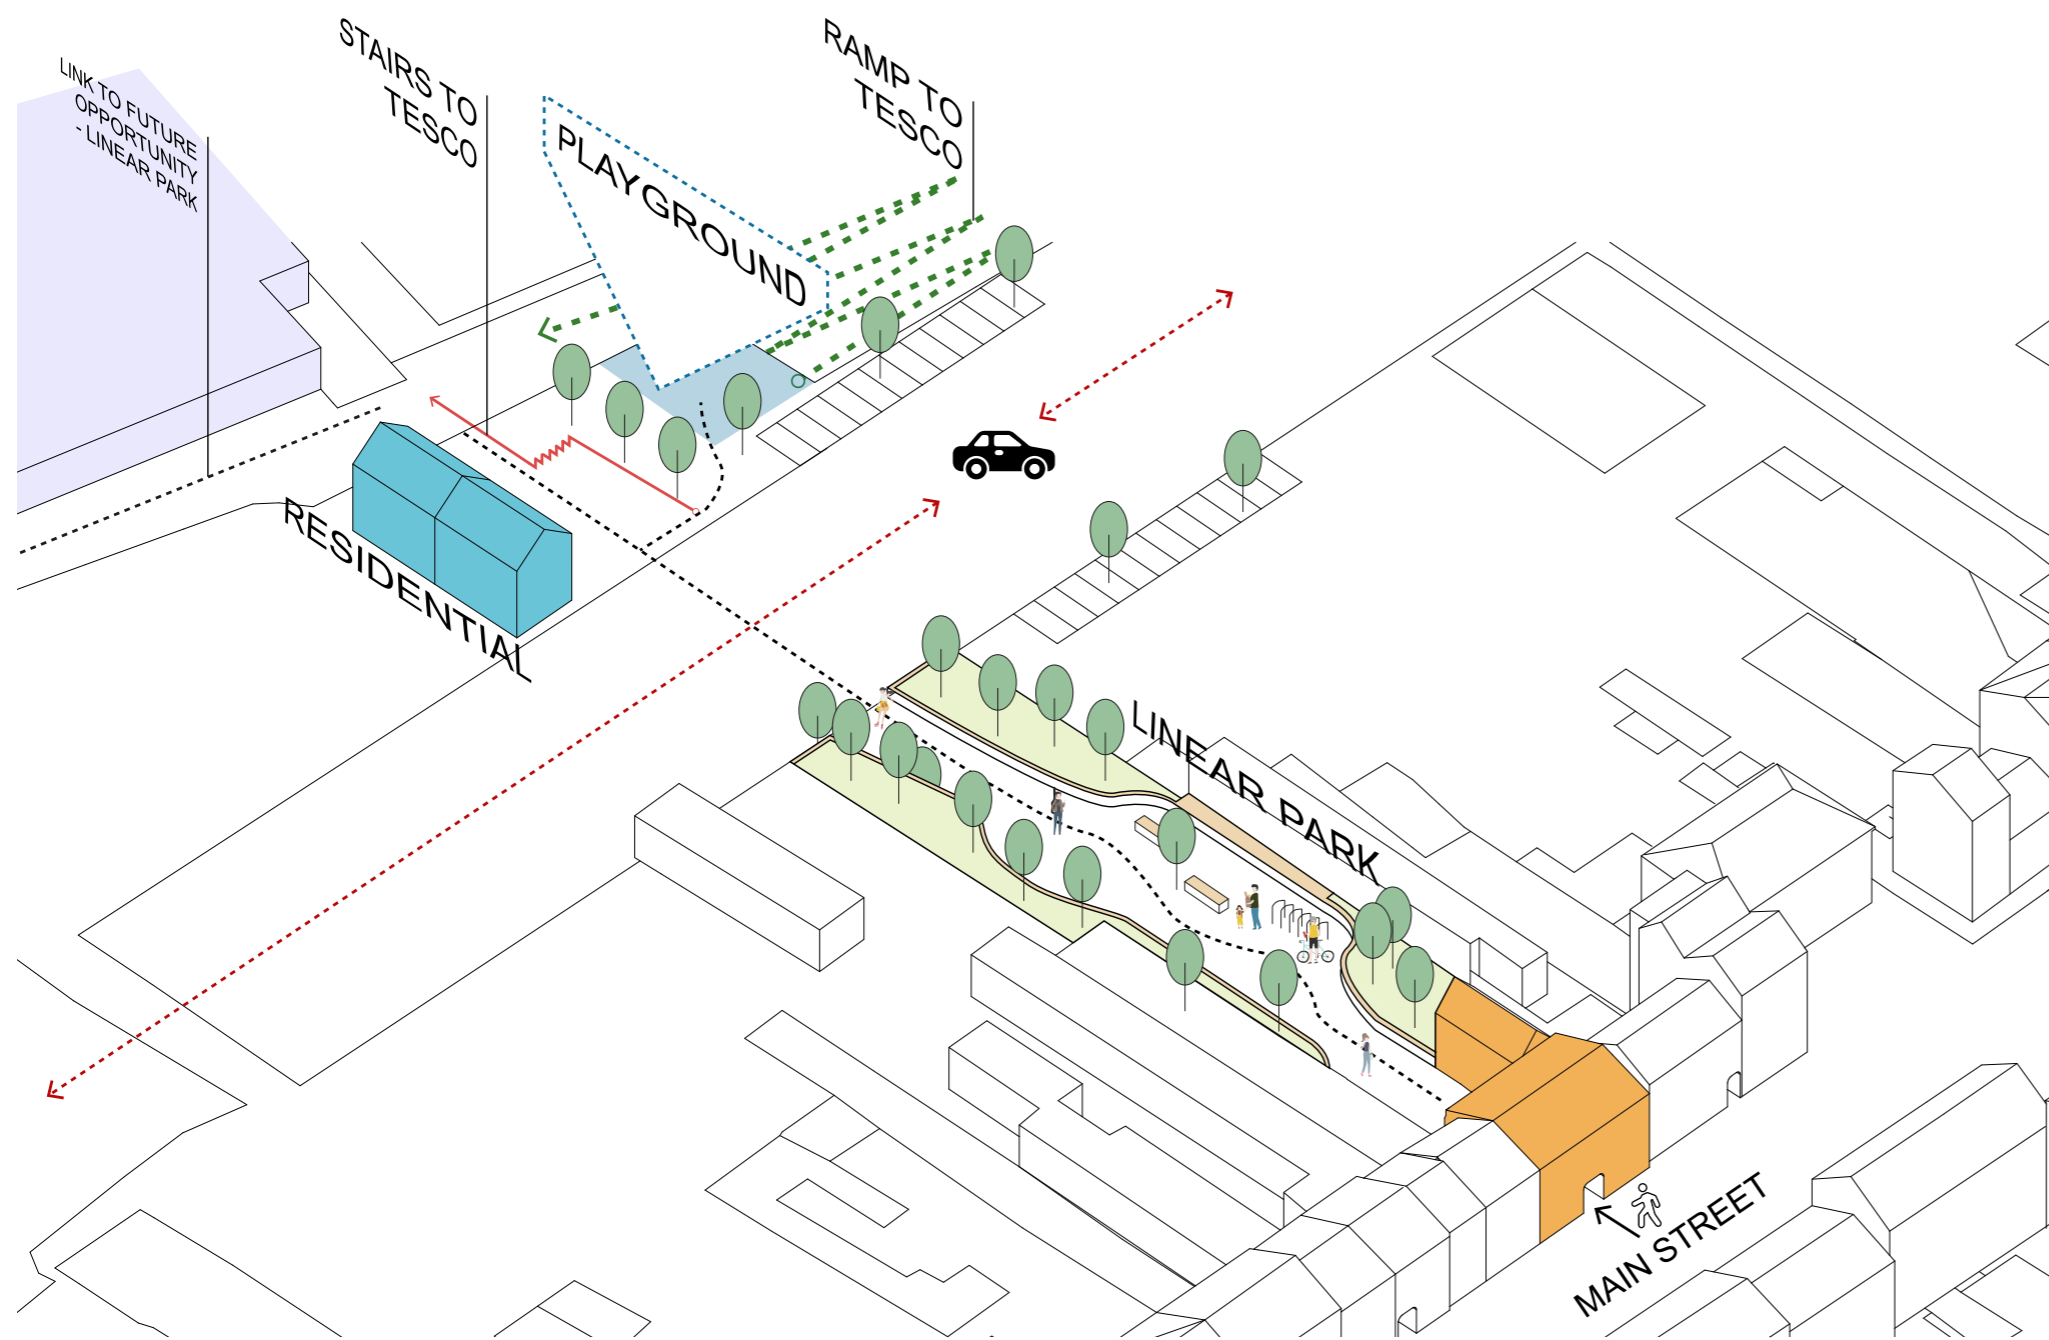 LINK TO FUTURE
OPPORTUNITY
- LINEAR PARK
STAIRS TO
TESCO
PLAYGROUND
RAMP TO
TESCO
RESIDENTIAL
LINEAR PARK
MAIN STREET